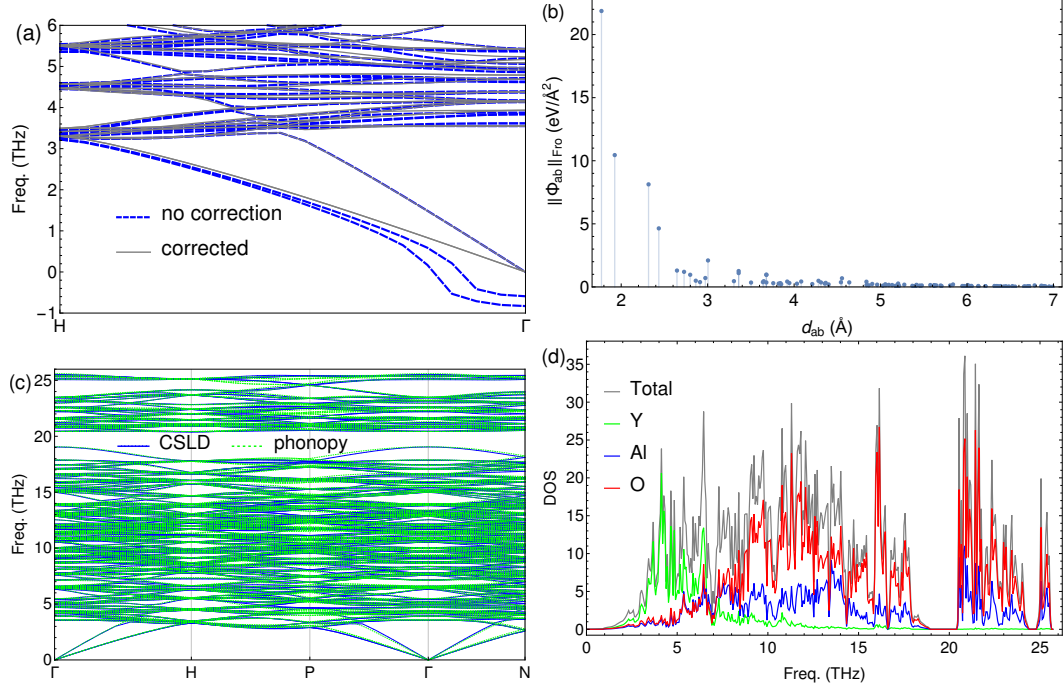 (a)
6
5
4
3
2
1
0
−1
Freq. (THz)
no correction
corrected
H
Γ
(b)
20
15
10
5
0
‖Φab‖Fro (eV/Å²)
2
3
4
5
6
7
dab (Å)
(c)
25
20
15
10
5
0
Freq. (THz)
CSLD
phonopy
Γ
H
P
Γ
N
(d)
35
30
25
20
15
10
5
0
DOS
Total
Y
Al
O
0
5
10
15
20
25
Freq. (THz)